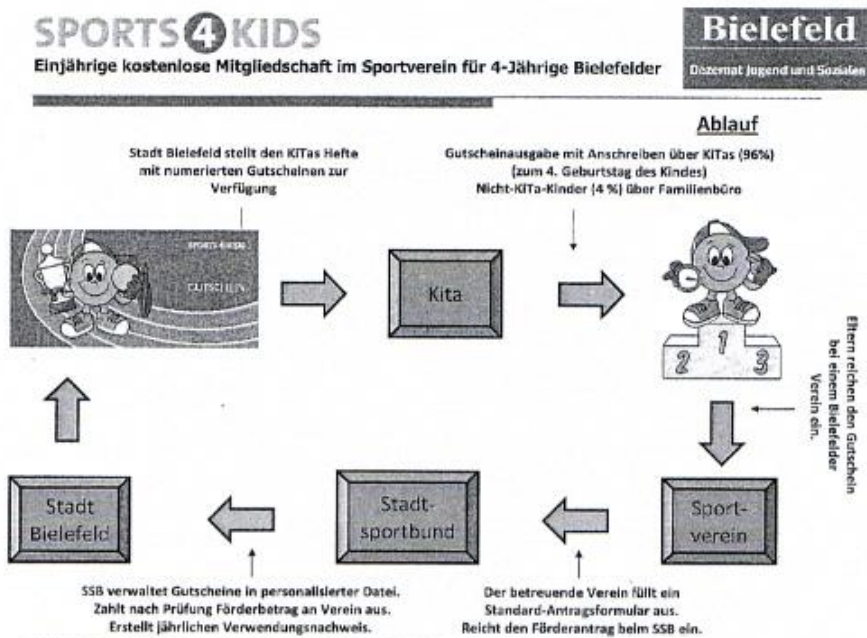 SPORTS 4 KIDS
Einjährige kostenlose Mitgliedschaft im Sportverein für 4-Jährige Bielefelder
Bielefeld
Dezernat Jugend und Soziales
Ablauf
Stadt Bielefeld stellt den KiTas Hefte
mit numerierten Gutscheinen zur
Verfügung
Gutscheinausgabe mit Anschreiben über KiTas (96%)
(zum 4. Geburtstag des Kindes)
Nicht-KiTa-Kinder (4 %) über Familienbüro
SPORTS 4 KIDS
GUTSCHEIN
Kita
1
2
3
Eltern reichen den Gutschein
bei einem Bielefelder
Verein ein.
Sport-
verein
Stadt-
sportbund
Stadt
Bielefeld
Der betreuende Verein füllt ein
Standard-Antragsformular aus.
Reicht den Förderantrag beim SSB ein.
SSB verwaltet Gutscheine in personalisierter Datei.
Zahlt nach Prüfung Förderbetrag an Verein aus.
Erstellt jährlichen Verwendungsnachweis.